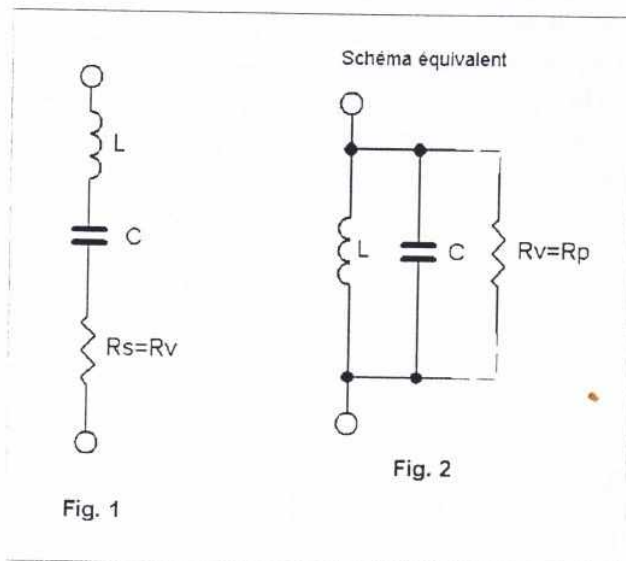 Schéma équivalent
L
C
Rs=Rv
Fig. 1
L
C
Rv=Rp
Fig. 2